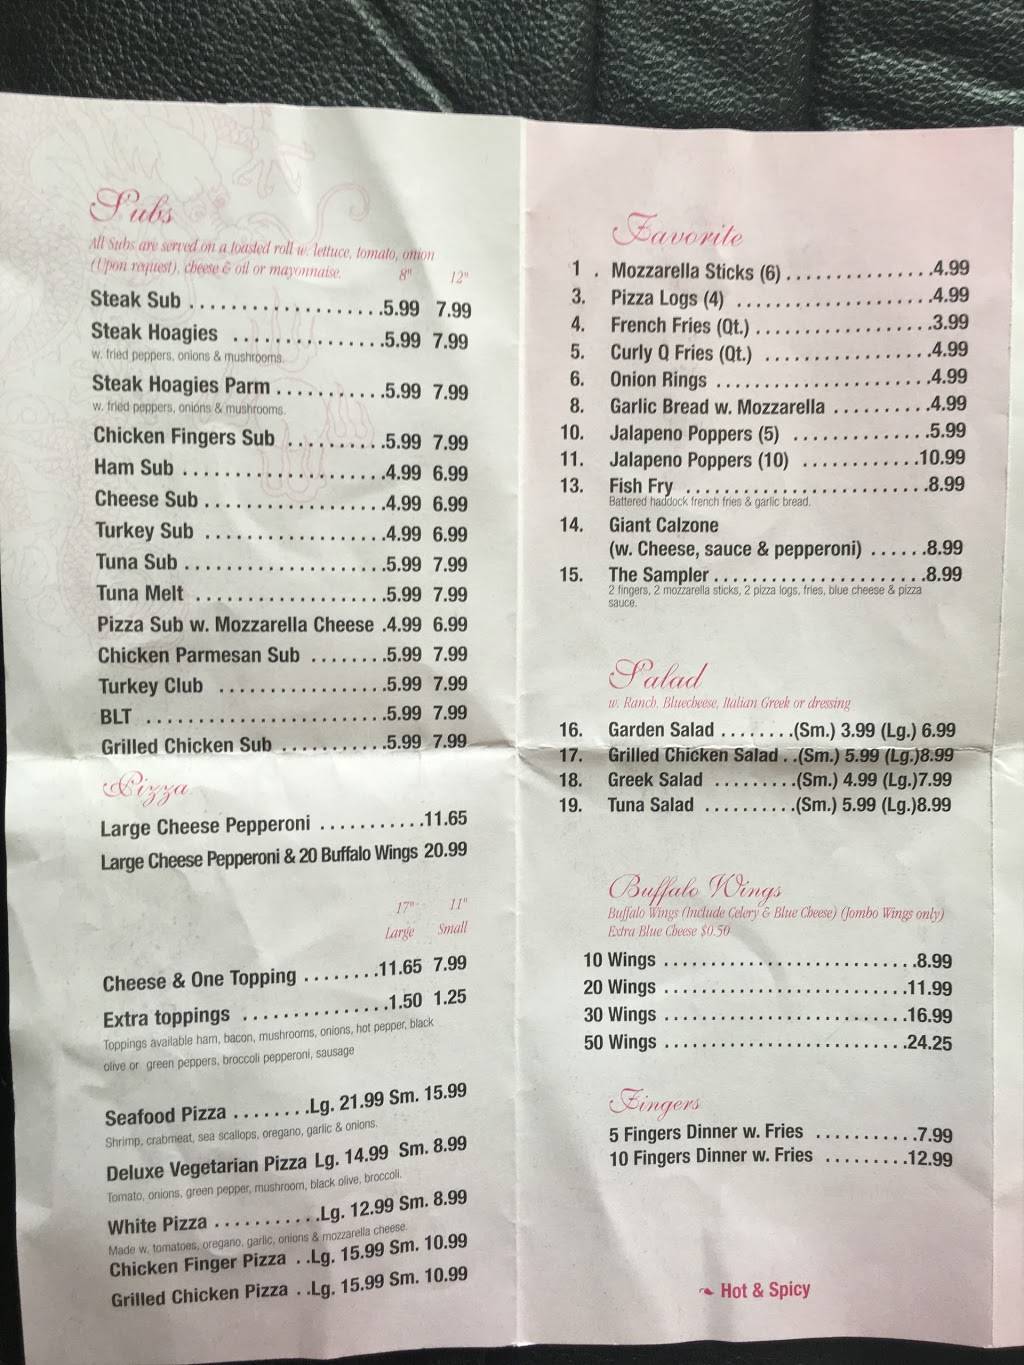 Subs
All Subs are served on a toasted roll w. lettuce, tomato, onion
(Upon request), cheese & oil or mayonnaise. 8" 12"
Steak Sub ...................5.99 7.99
Steak Hoagies ...............5.99 7.99
w. fried peppers, onions & mushrooms.
Steak Hoagies Parm ...........5.99 7.99
w. fried peppers, onions & mushrooms.
Chicken Fingers Sub ..........5.99 7.99
Ham Sub ....................4.99 6.99
Cheese Sub ..................4.99 6.99
Turkey Sub ..................4.99 6.99
Tuna Sub ....................5.99 7.99
Tuna Melt ...................5.99 7.99
Pizza Sub w. Mozzarella Cheese .4.99 6.99
Chicken Parmesan Sub ........5.99 7.99
Turkey Club .................5.99 7.99
BLT ........................5.99 7.99
Grilled Chicken Sub ...........5.99 7.99
Pizza
Large Cheese Pepperoni ...........11.65
Large Cheese Pepperoni & 20 Buffalo Wings 20.99
17" 11"
Large Small
Cheese & One Topping ........11.65 7.99
Extra toppings ...............1.50 1.25
Toppings available ham, bacon, mushrooms, onions, hot pepper, black
olive or green peppers, broccoli pepperoni, sausage
Seafood Pizza ........Lg. 21.99 Sm. 15.99
Shrimp, crabmeat, sea scallops, oregano, garlic & onions.
Deluxe Vegetarian Pizza Lg. 14.99 Sm. 8.99
Tomato, onions, green pepper, mushroom, black olive, broccoli.
White Pizza ...........Lg. 12.99 Sm. 8.99
Made w. tomatoes, oregano, garlic, onions & mozzarella cheese.
Chicken Finger Pizza ..Lg. 15.99 Sm. 10.99
Grilled Chicken Pizza ..Lg. 15.99 Sm. 10.99
Favorite
1 . Mozzarella Sticks (6) ...............4.99
3. Pizza Logs (4) ....................4.99
4. French Fries (Qt.) ..................3.99
5. Curly Q Fries (Qt.) .................4.99
6. Onion Rings ......................4.99
8. Garlic Bread w. Mozzarella ..........4.99
10. Jalapeno Poppers (5) ..............5.99
11. Jalapeno Poppers (10) ............10.99
13. Fish Fry .........................8.99
Battered haddock french fries & garlic bread.
14. Giant Calzone
(w. Cheese, sauce & pepperoni) ......8.99
15. The Sampler ......................8.99
2 fingers, 2 mozzarella sticks, 2 pizza logs, fries, blue cheese & pizza
sauce.
Salad
w. Ranch, Bluecheese, Italian Greek or dressing
16. Garden Salad ........(Sm.) 3.99 (Lg.) 6.99
17. Grilled Chicken Salad ..(Sm.) 5.99 (Lg.)8.99
18. Greek Salad .........(Sm.) 4.99 (Lg.)7.99
19. Tuna Salad ..........(Sm.) 5.99 (Lg.)8.99
Buffalo Wings
Buffalo Wings (Include Celery & Blue Cheese) (Jombo Wings only)
Extra Blue Cheese $0.50
10 Wings ..........................8.99
20 Wings .........................11.99
30 Wings .........................16.99
50 Wings .........................24.25
Fingers
5 Fingers Dinner w. Fries ...........7.99
10 Fingers Dinner w. Fries .........12.99
Hot & Spicy